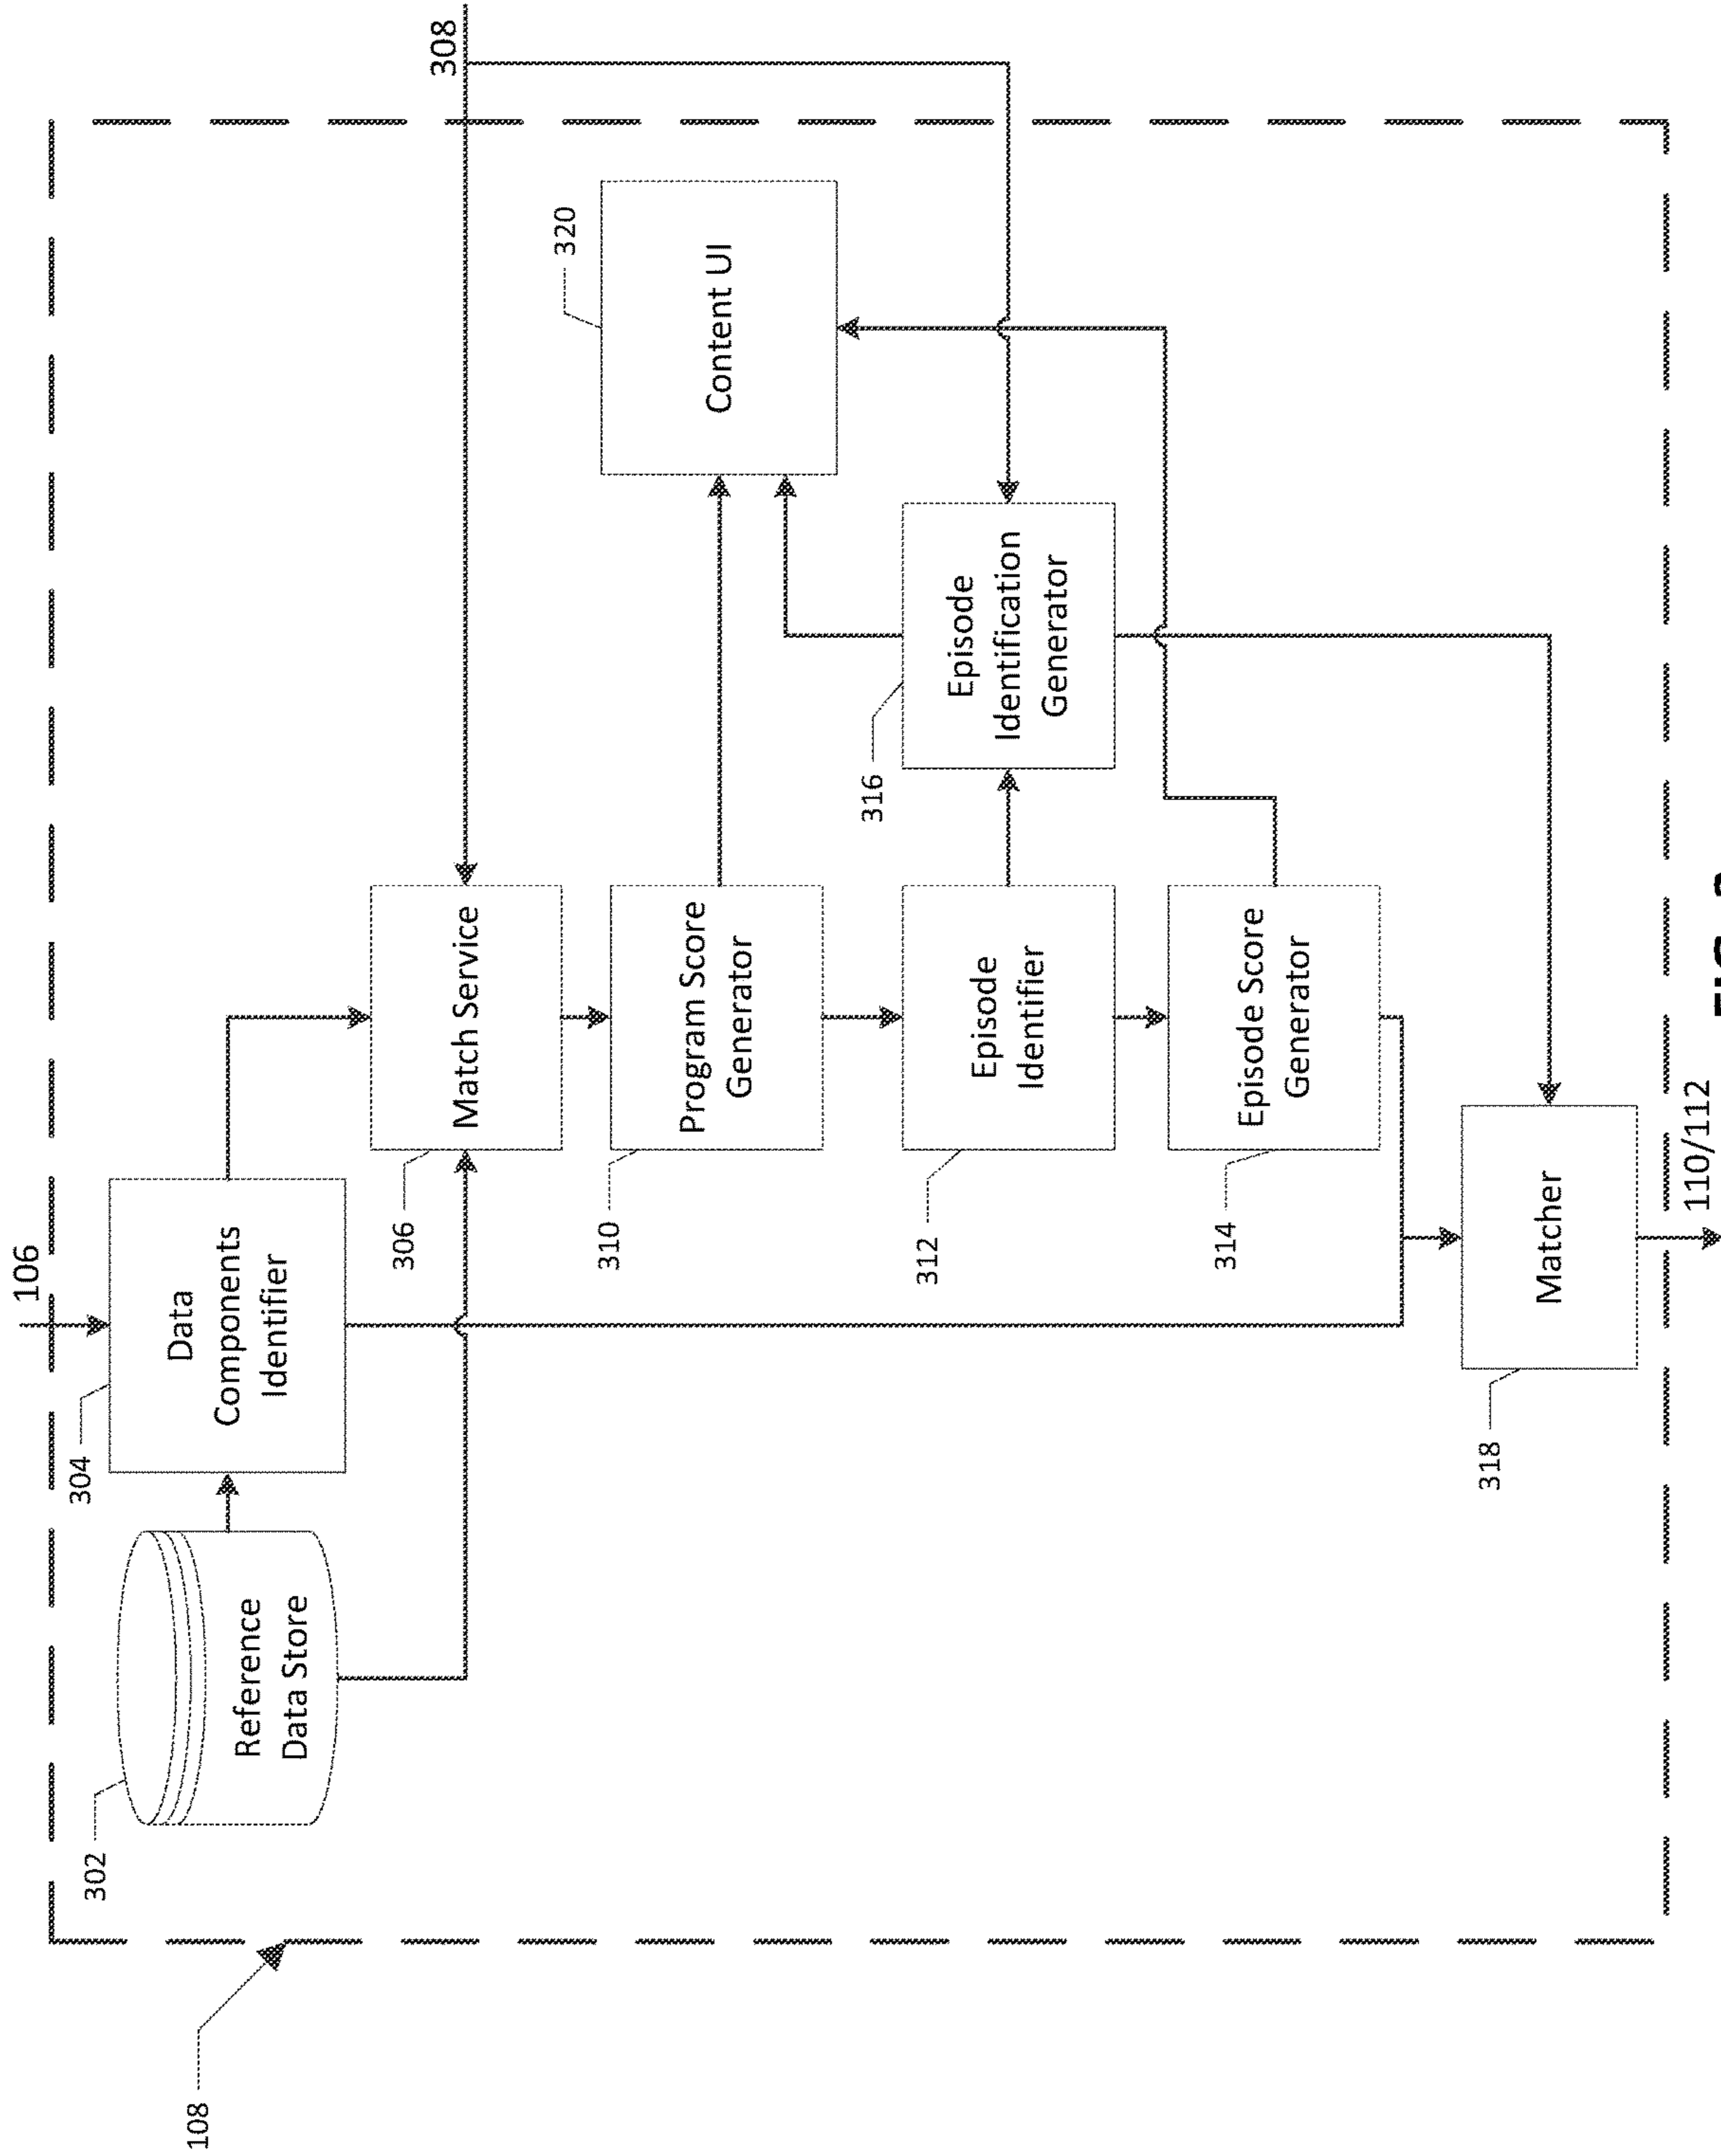 108
302
Reference
Data Store
304
106
Data
Components
Identifier
306
Match Service
308
310
Program Score
Generator
312
Episode
Identifier
314
Episode Score
Generator
316
Episode
Identification
Generator
320
Content UI
318
Matcher
110/112